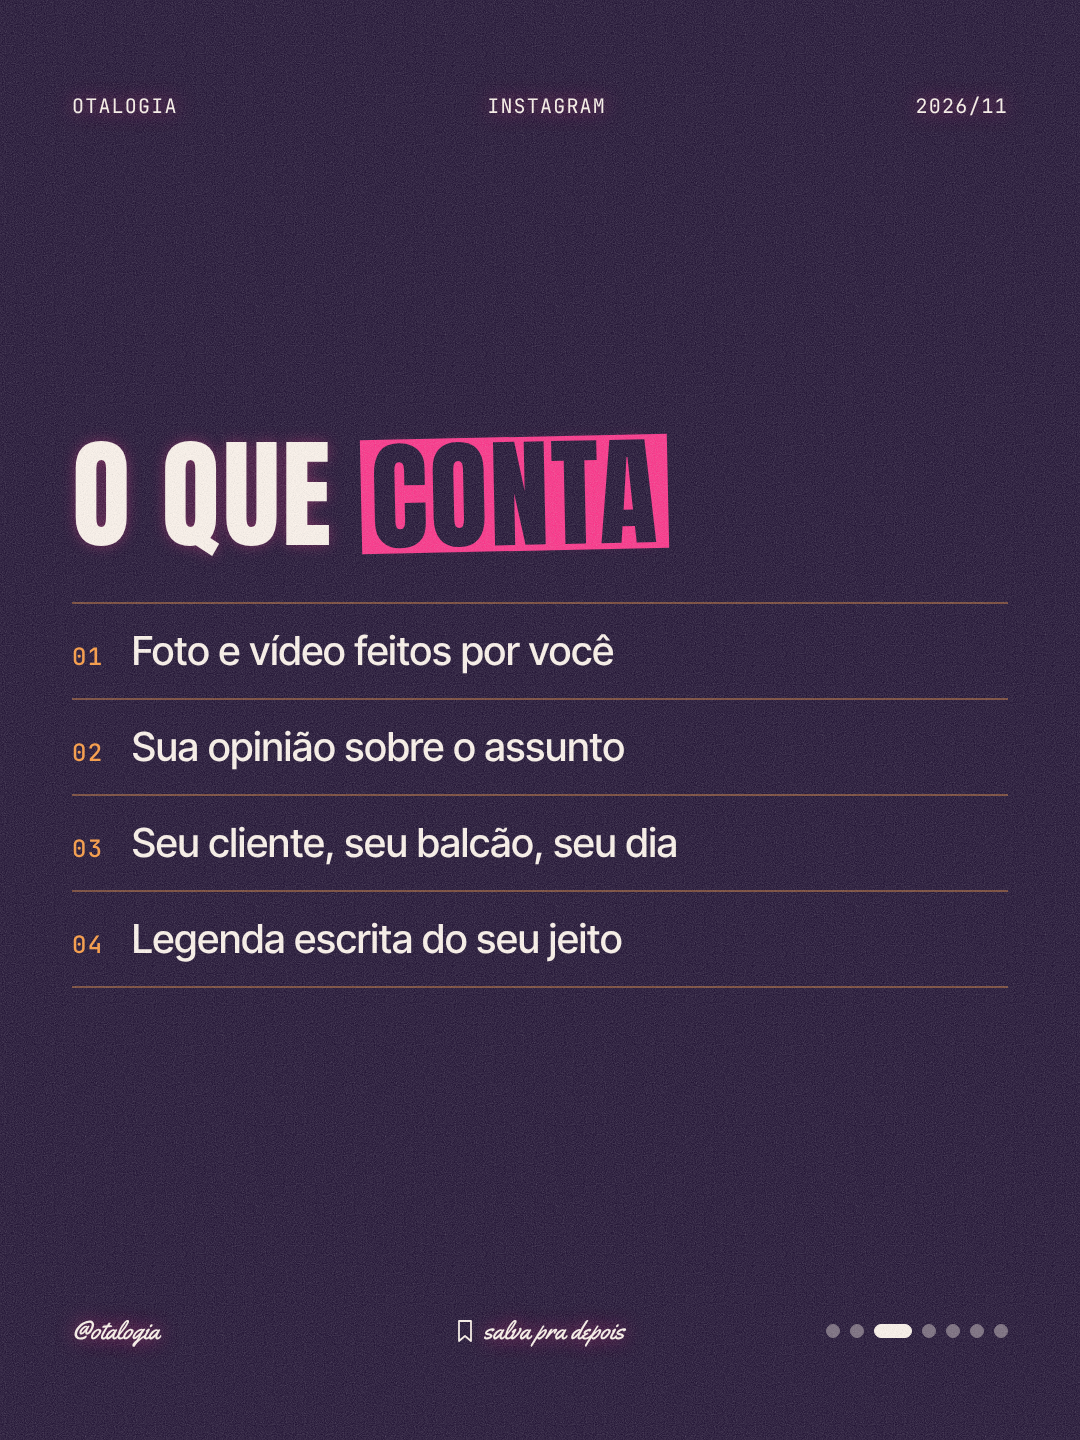 OTALOGIA INSTAGRAM 2026/11
O QUE CONTA
01 Foto e vídeo feitos por você
02 Sua opinião sobre o assunto
03 Seu cliente, seu balcão, seu dia
04 Legenda escrita do seu jeito
@otalogia salva pra depois